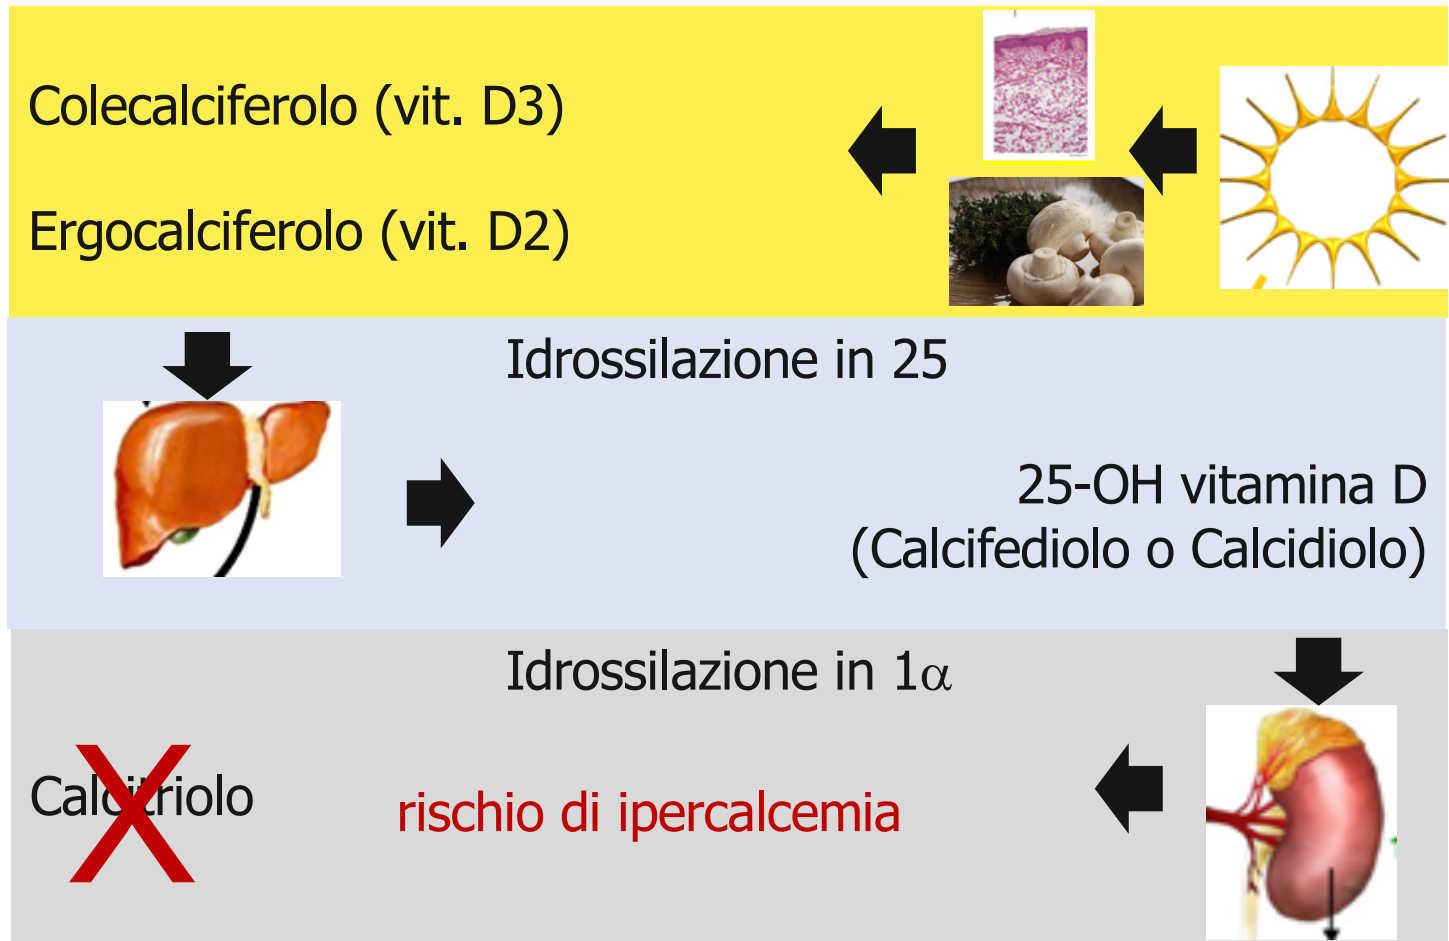 Colecalciferolo (vit. D3)
Ergocalciferolo (vit. D2)
Idrossilazione in 25
25-OH vitamina D
(Calcifediolo o Calcidiolo)
Idrossilazione in 1α
Calcitriolo
X
rischio di ipercalcemia